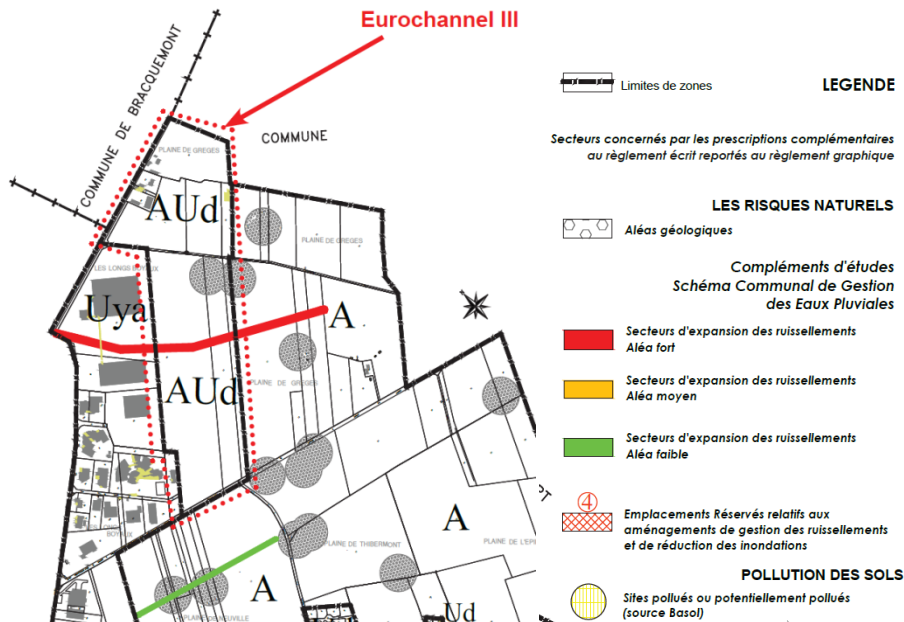 Eurochannel III
COMMUNE DE BRACQUEMONT
COMMUNE
PLAINE DE GREGES
AUd
PLAINE DE GREGES
LES LONGS BOYAUX
Uya
A
AUd
PLAINE DE GREGES
BOYAUX
A
PLAINE DE THIBERMONT
PLAINE DE L'EPI
PT
A
PLAINE DE NEUVILLE
Ud
Limites de zones
LEGENDE
Secteurs concernés par les prescriptions complémentaires
au règlement écrit reportés au règlement graphique
LES RISQUES NATURELS
Aléas géologiques
Compléments d'études
Schéma Communal de Gestion
des Eaux Pluviales
Secteurs d'expansion des ruissellements
Aléa fort
Secteurs d'expansion des ruissellements
Aléa moyen
Secteurs d'expansion des ruissellements
Aléa faible
4
Emplacements Réservés relatifs aux
aménagements de gestion des ruissellements
et de réduction des inondations
POLLUTION DES SOLS
Sites pollués ou potentiellement pollués
(source Basol)